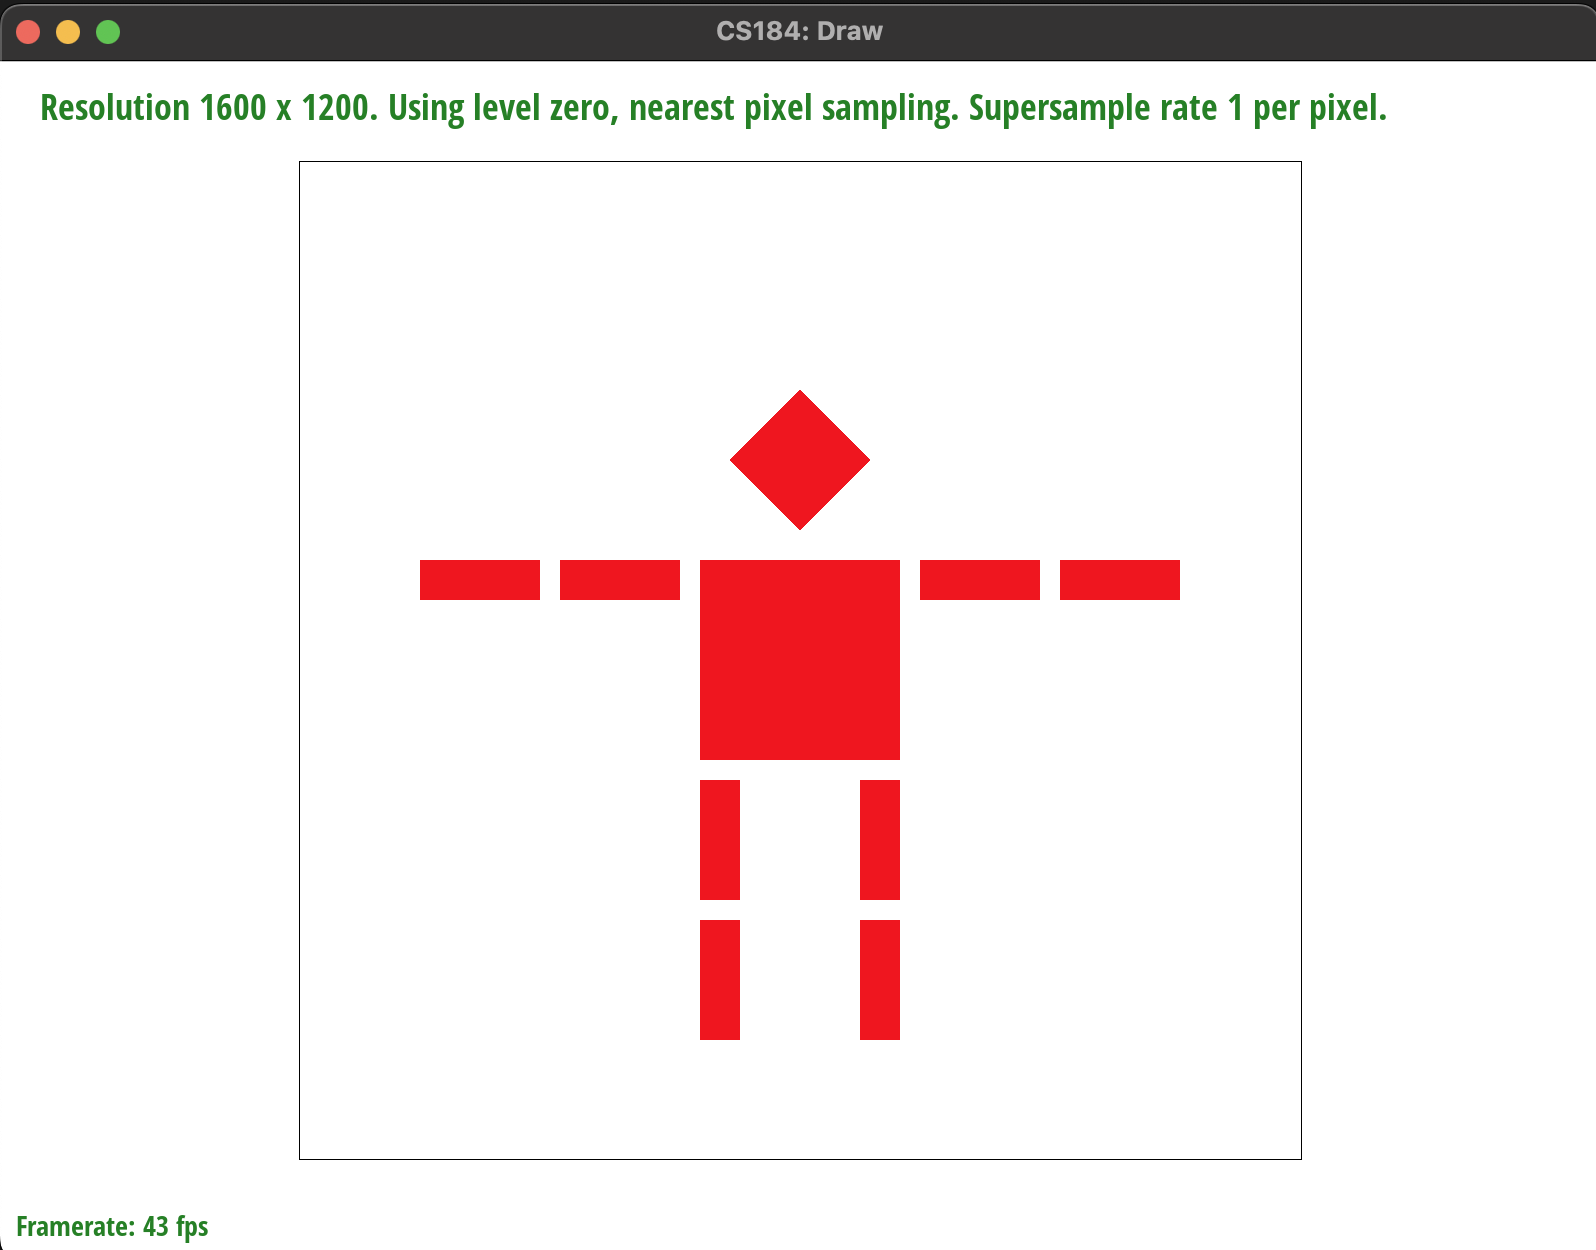 CS184: Draw
Resolution 1600 x 1200. Using level zero, nearest pixel sampling. Supersample rate 1 per pixel.
Framerate: 43 fps